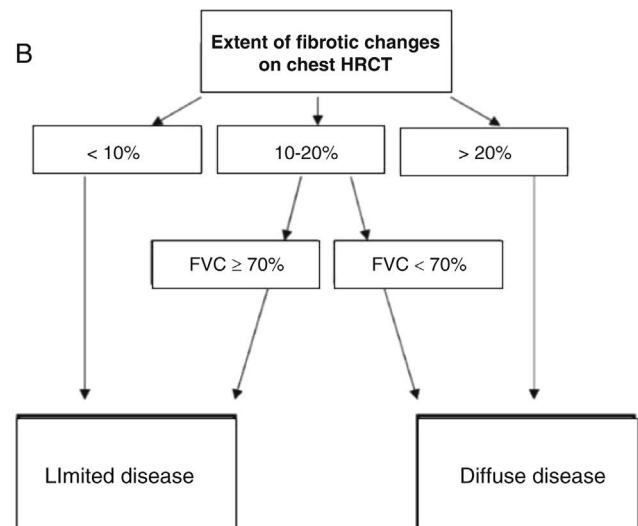 B
Extent of fibrotic changes
on chest HRCT
< 10%
10-20%
> 20%
FVC ≥ 70%
FVC < 70%
LImited disease
Diffuse disease